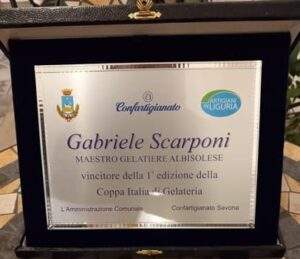 Confartigianato
ARTIGIANI
IN LIGURIA
Gabriele Scarponi
MAESTRO GELATIERE ALBISOLESE
vincitore della 1ª edizione della
Coppa Italia di Gelateria
L'Amministrazione Comunale Confartigianato Savona